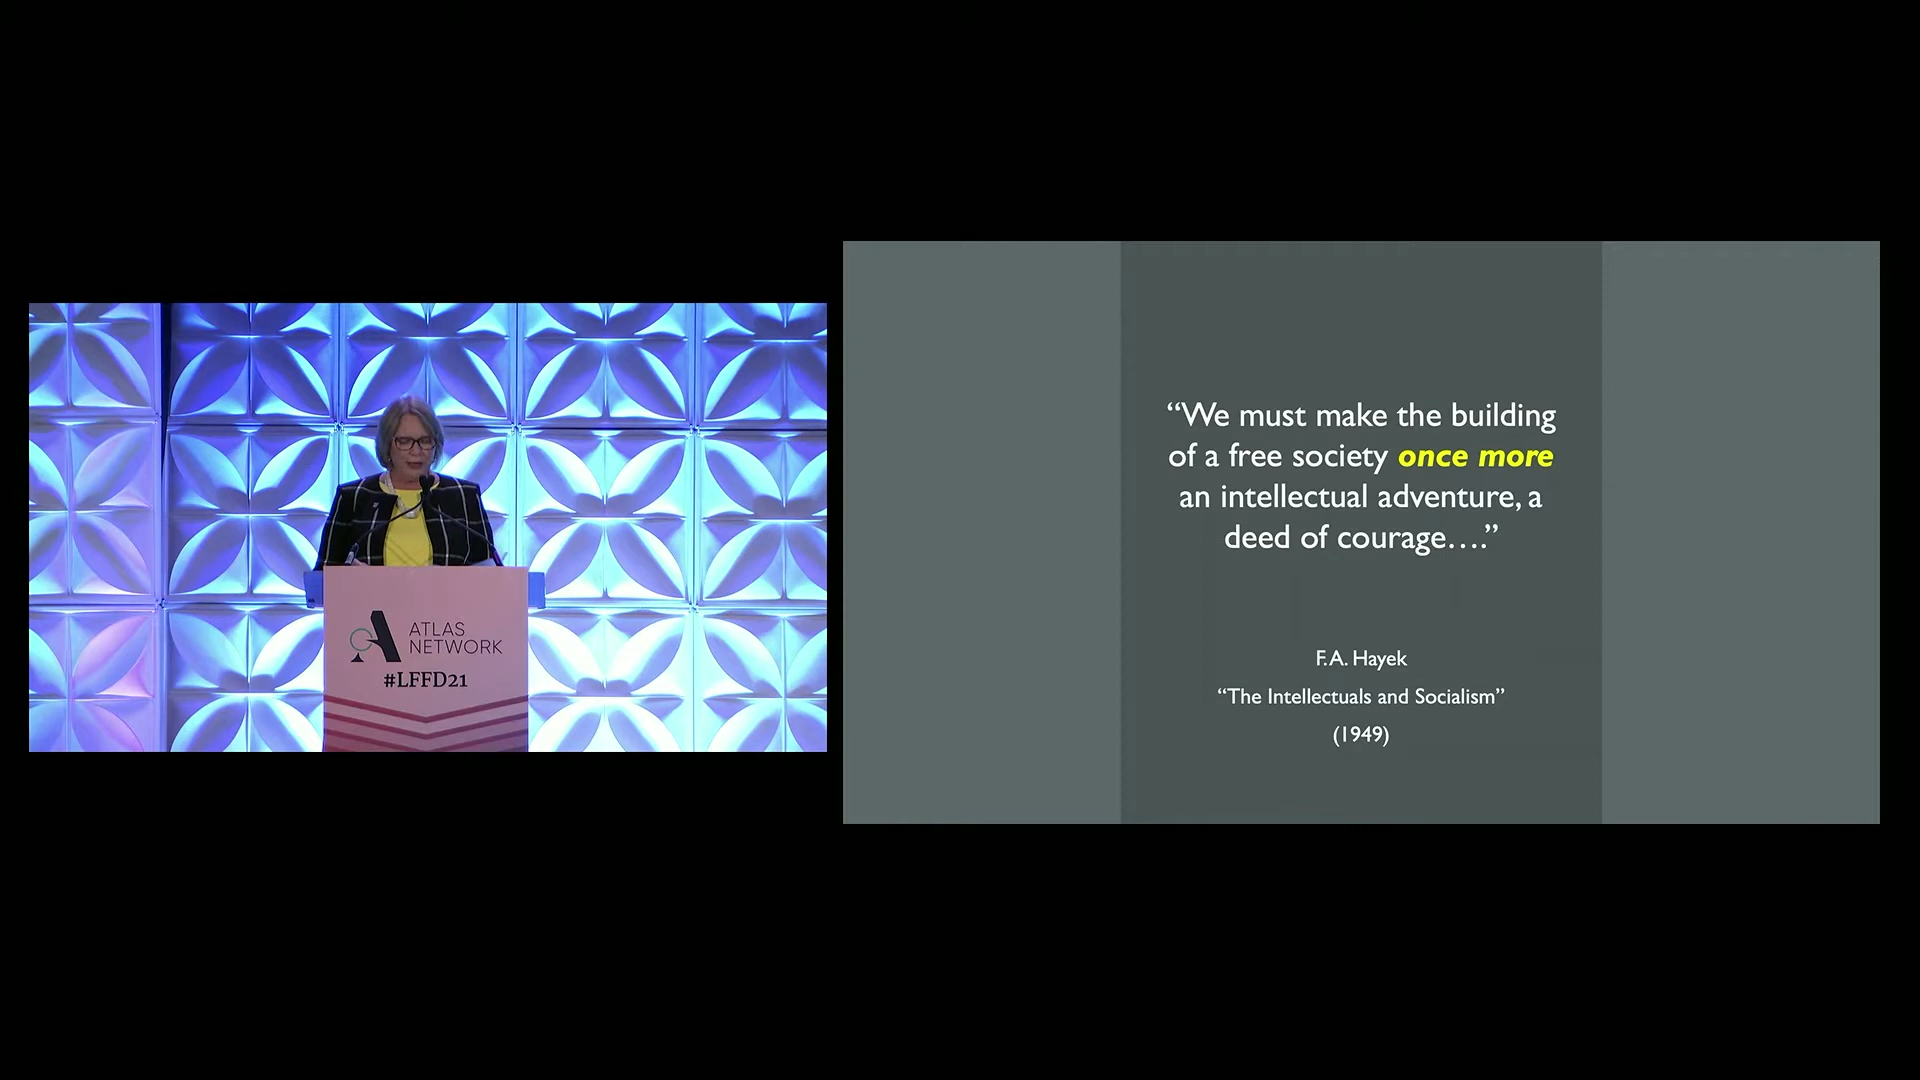 ATLAS
NETWORK
#LFFD21
“We must make the building
of a free society once more
an intellectual adventure, a
deed of courage….”
F.A. Hayek
“The Intellectuals and Socialism”
(1949)